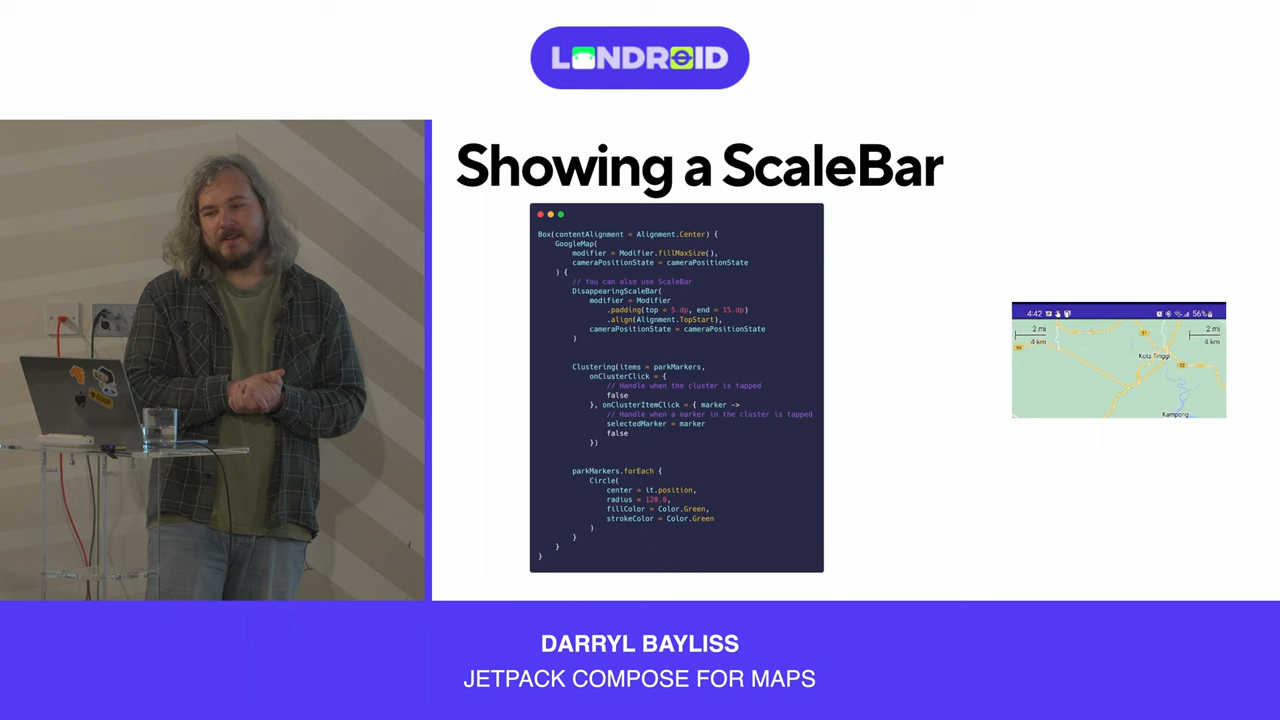 LONDROID
Showing a ScaleBar
Box(contentAlignment = Alignment.Center) {
GoogleMap(
modifier = Modifier.fillMaxSize(),
cameraPositionState = cameraPositionState
) {
// You can also use ScaleBar
DisappearingScaleBar(
modifier = Modifier
.padding(top = 5.dp, end = 15.dp)
.align(Alignment.TopStart),
cameraPositionState = cameraPositionState
)
Clustering(items = parkMarkers,
onClusterClick = {
// Handle when the cluster is tapped
false
}, onClusterItemClick = { marker ->
// Handle when a marker in the cluster is tapped
selectedMarker = marker
false
})
parkMarkers.forEach {
Circle(
center = it.position,
radius = 120.0,
fillColor = Color.Green,
strokeColor = Color.Green
)
}
}
}
4:42 56%
2 mi 2 mi
4 km 4 km
91
94
Kota Tinggi
92
Kampong
DARRYL BAYLISS
JETPACK COMPOSE FOR MAPS